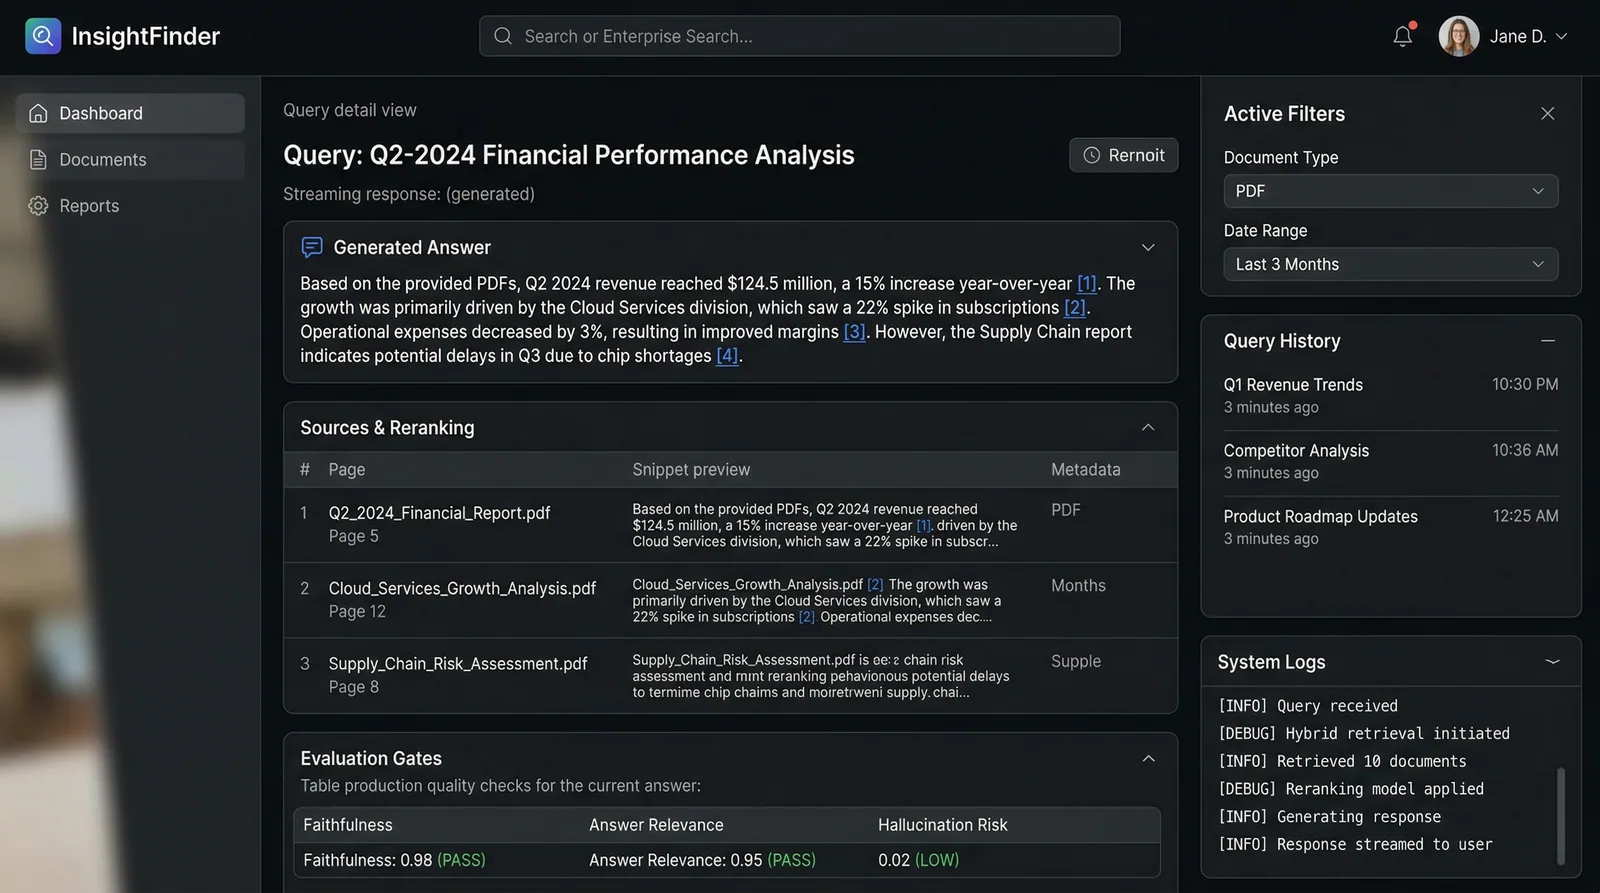 InsightFinder
Search or Enterprise Search...
Jane D.
Dashboard
Documents
Reports
Query detail view
Query: Q2-2024 Financial Performance Analysis
Rernoit
Streaming response: (generated)
Generated Answer
Based on the provided PDFs, Q2 2024 revenue reached $124.5 million, a 15% increase year-over-year [1]. The
growth was primarily driven by the Cloud Services division, which saw a 22% spike in subscriptions [2].
Operational expenses decreased by 3%, resulting in improved margins [3]. However, the Supply Chain report
indicates potential delays in Q3 due to chip shortages [4].
Sources & Reranking
# Page Snippet preview Metadata
1 Q2_2024_Financial_Report.pdf
Page 5
Based on the provided PDFs, Q2 2024 revenue reached
$124.5 million, a 15% increase year-over-year [1]. driven by the
Cloud Services division, which saw a 22% spike in subscr...
PDF
2 Cloud_Services_Growth_Analysis.pdf
Page 12
Cloud_Services_Growth_Analysis.pdf [2] The growth was
primarily driven by the Cloud Services division, which saw a
22% spike in subscriptions [2] Operational expenses dec....
Months
3 Supply_Chain_Risk_Assessment.pdf
Page 8
Supply_Chain_Risk_Assessment.pdf is chain risk
assessment and reranking pehavionous potential delays
to termime chip chaims and supply. chai...
Supple
Evaluation Gates
Table production quality checks for the current answer:
Faithfulness Answer Relevance Hallucination Risk
Faithfulness: 0.98 (PASS) Answer Relevance: 0.95 (PASS) 0.02 (LOW)
Active Filters
Document Type
PDF
Date Range
Last 3 Months
Query History
Q1 Revenue Trends 10:30 PM
3 minutes ago
Competitor Analysis 10:36 AM
3 minutes ago
Product Roadmap Updates 12:25 AM
3 minutes ago
System Logs
[INFO] Query received
[DEBUG] Hybrid retrieval initiated
[INFO] Retrieved 10 documents
[DEBUG] Reranking model applied
[INFO] Generating response
[INFO] Response streamed to user